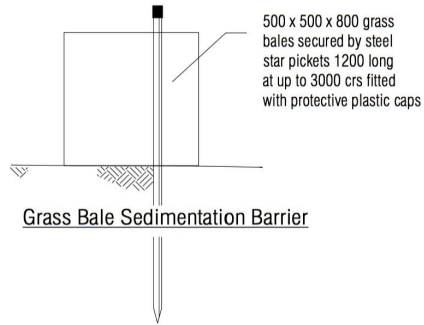 500 x 500 x 800 grass
bales secured by steel
star pickets 1200 long
at up to 3000 crs fitted
with protective plastic caps
Grass Bale Sedimentation Barrier